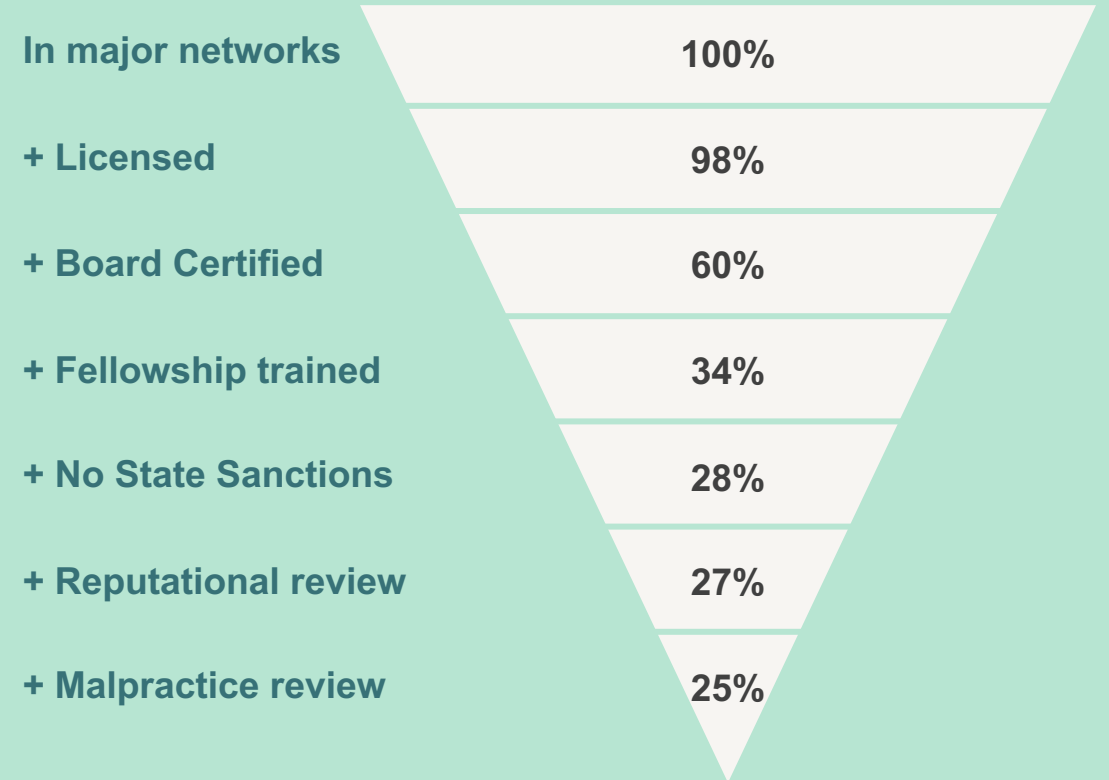 In major networks 100%
+ Licensed 98%
+ Board Certified 60%
+ Fellowship trained 34%
+ No State Sanctions 28%
+ Reputational review 27%
+ Malpractice review 25%